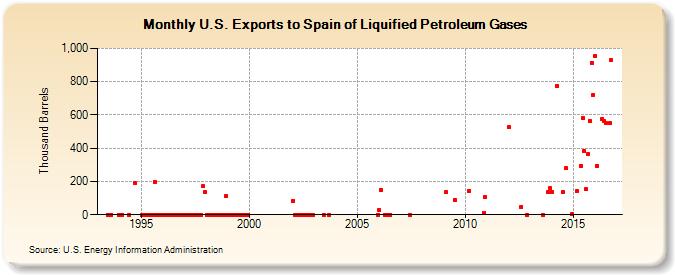 Monthly U.S. Exports to Spain of Liquified Petroleum Gases
Thousand Barrels
1,000
800
600
400
200
0
1995 2000 2005 2010 2015
Source: U.S. Energy Information Administration